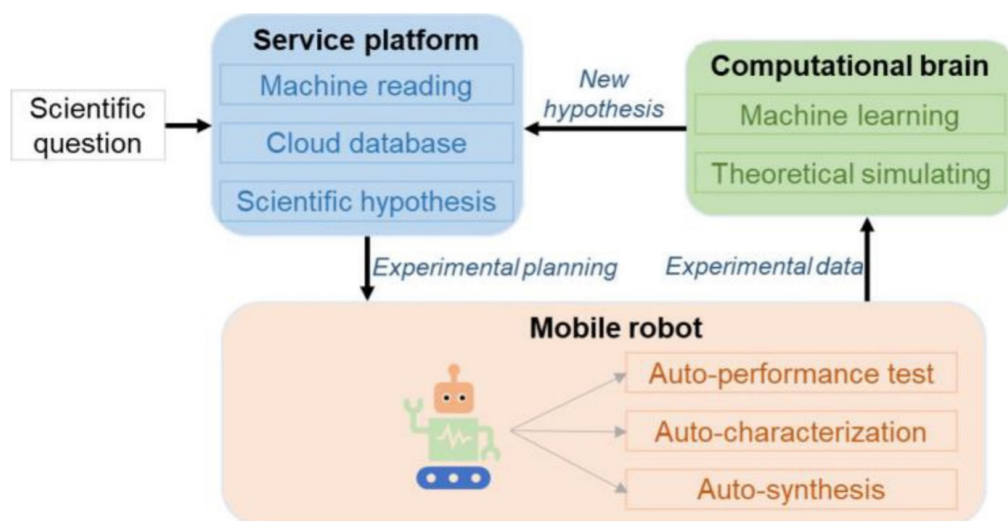 Scientific
question
Service platform
Machine reading
Cloud database
Scientific hypothesis
New
hypothesis
Computational brain
Machine learning
Theoretical simulating
Experimental planning
Experimental data
Mobile robot
Auto-performance test
Auto-characterization
Auto-synthesis